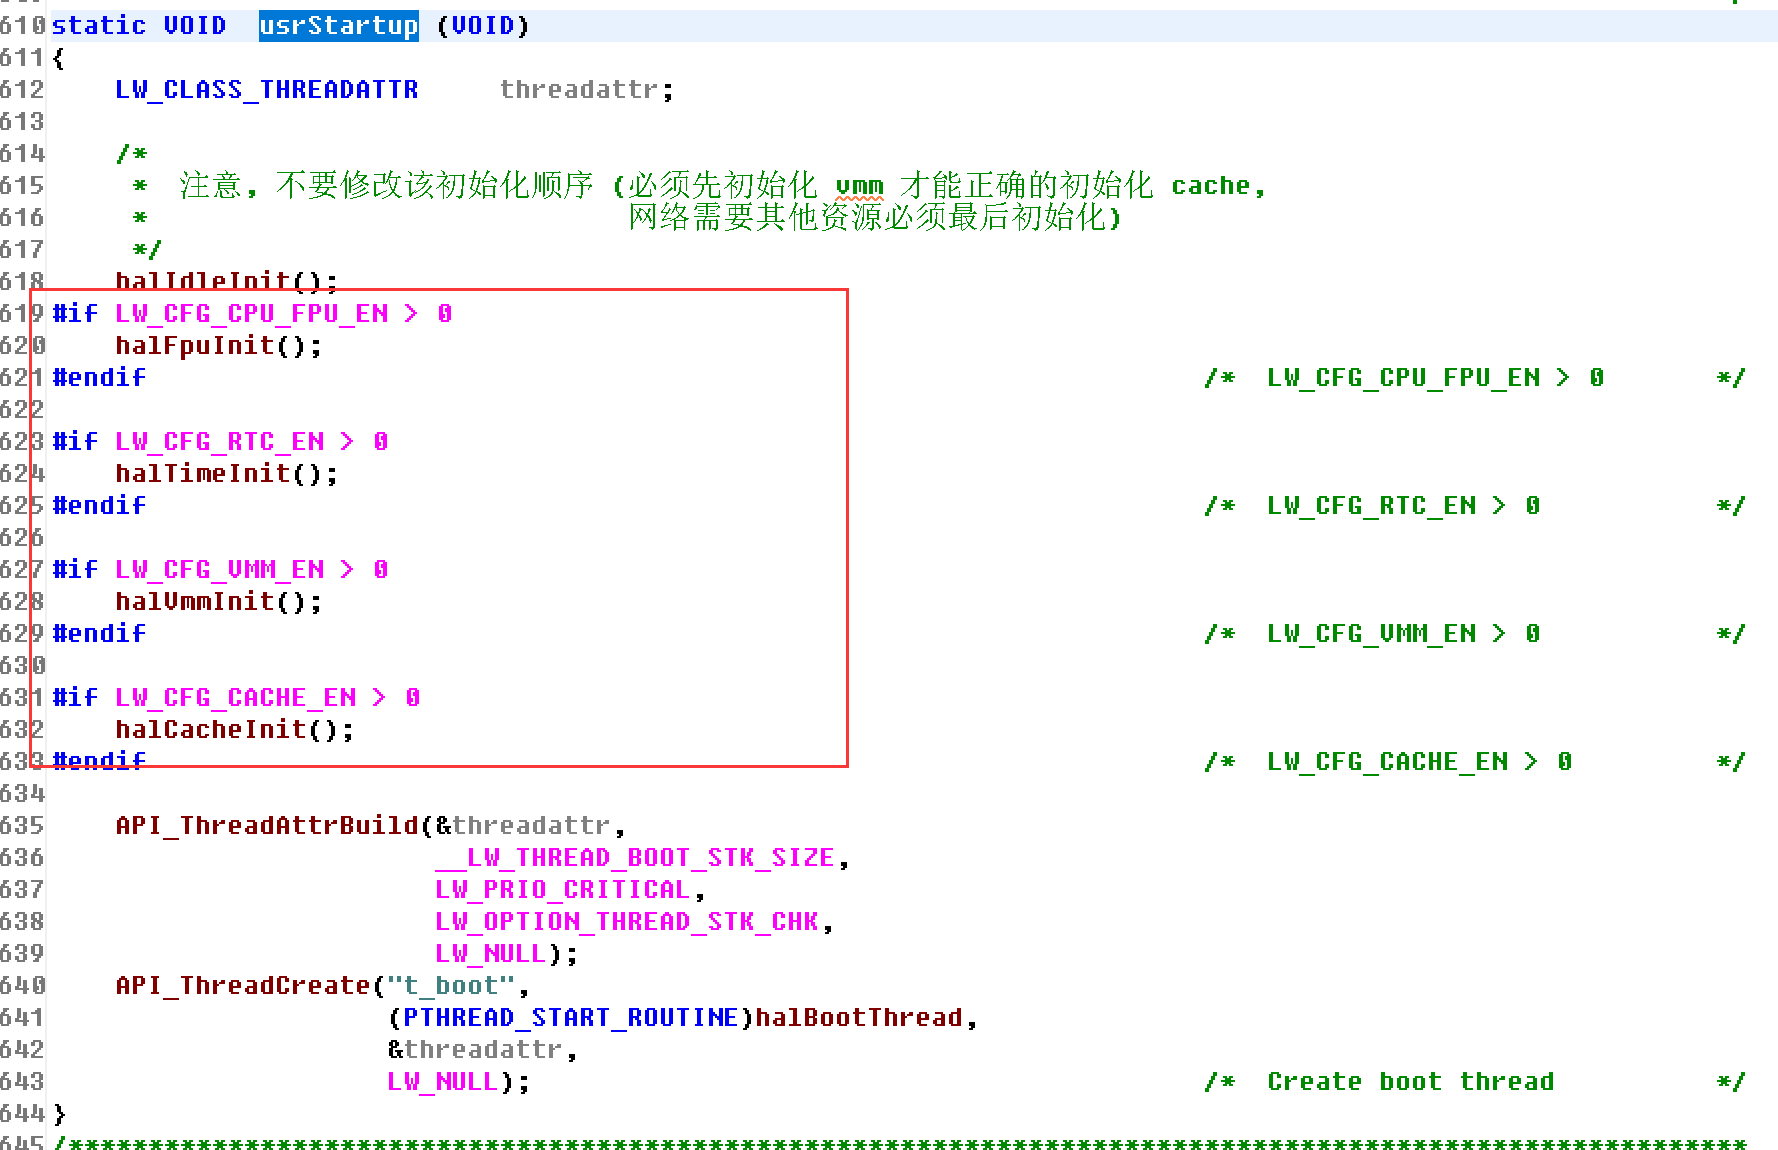 610 static VOID  usrStartup (VOID)
611 {
612     LW_CLASS_THREADATTR     threadattr;
613
614     /*
615      *  注意，不要修改该初始化顺序 (必须先初始化 vmm 才能正确的初始化 cache,
616      *                              网络需要其他资源必须最后初始化)
617      */
618     halIdleInit();
619 #if LW_CFG_CPU_FPU_EN > 0
620     halFpuInit();
621 #endif                                                                  /*  LW_CFG_CPU_FPU_EN > 0       */
622
623 #if LW_CFG_RTC_EN > 0
624     halTimeInit();
625 #endif                                                                  /*  LW_CFG_RTC_EN > 0           */
626
627 #if LW_CFG_VMM_EN > 0
628     halVmmInit();
629 #endif                                                                  /*  LW_CFG_VMM_EN > 0           */
630
631 #if LW_CFG_CACHE_EN > 0
632     halCacheInit();
633 #endif                                                                  /*  LW_CFG_CACHE_EN > 0         */
634
635     API_ThreadAttrBuild(&threadattr,
636                         __LW_THREAD_BOOT_STK_SIZE,
637                         LW_PRIO_CRITICAL,
638                         LW_OPTION_THREAD_STK_CHK,
639                         LW_NULL);
640     API_ThreadCreate("t_boot",
641                      (PTHREAD_START_ROUTINE)halBootThread,
642                      &threadattr,
643                      LW_NULL);                                          /*  Create boot thread          */
644 }
645 /*********************************************************************************************************